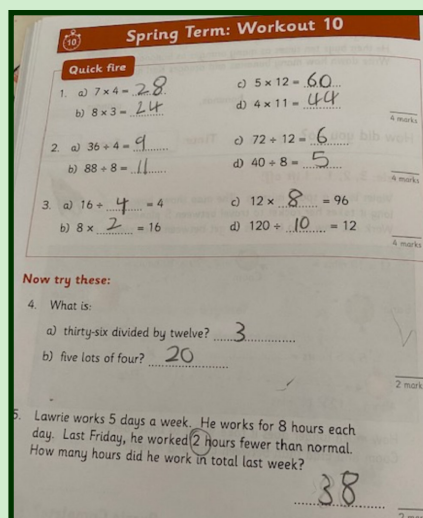 10
Spring Term: Workout 10
Quick fire
1. a) 7 × 4 = 28
c) 5 × 12 = 60
b) 8 × 3 = 24
d) 4 × 11 = 44
4 marks
2. a) 36 ÷ 4 = 9
c) 72 ÷ 12 = 6
b) 88 ÷ 8 = 11
d) 40 ÷ 8 = 5
4 marks
3. a) 16 ÷ 4 = 4
c) 12 × 8 = 96
b) 8 × 2 = 16
d) 120 ÷ 10 = 12
4 marks
Now try these:
4. What is:
a) thirty-six divided by twelve? 3
b) five lots of four? 20
2 mark
5. Lawrie works 5 days a week. He works for 8 hours each
day. Last Friday, he worked 2 hours fewer than normal.
How many hours did he work in total last week?
38